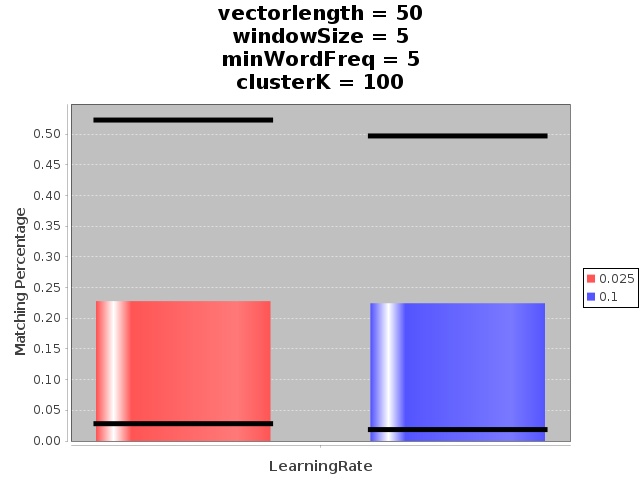 vectorlength = 50
windowSize = 5
minWordFreq = 5
clusterK = 100
Matching Percentage
0.50
0.45
0.40
0.35
0.30
0.25
0.20
0.15
0.10
0.05
0.00
LearningRate
0.025
0.1